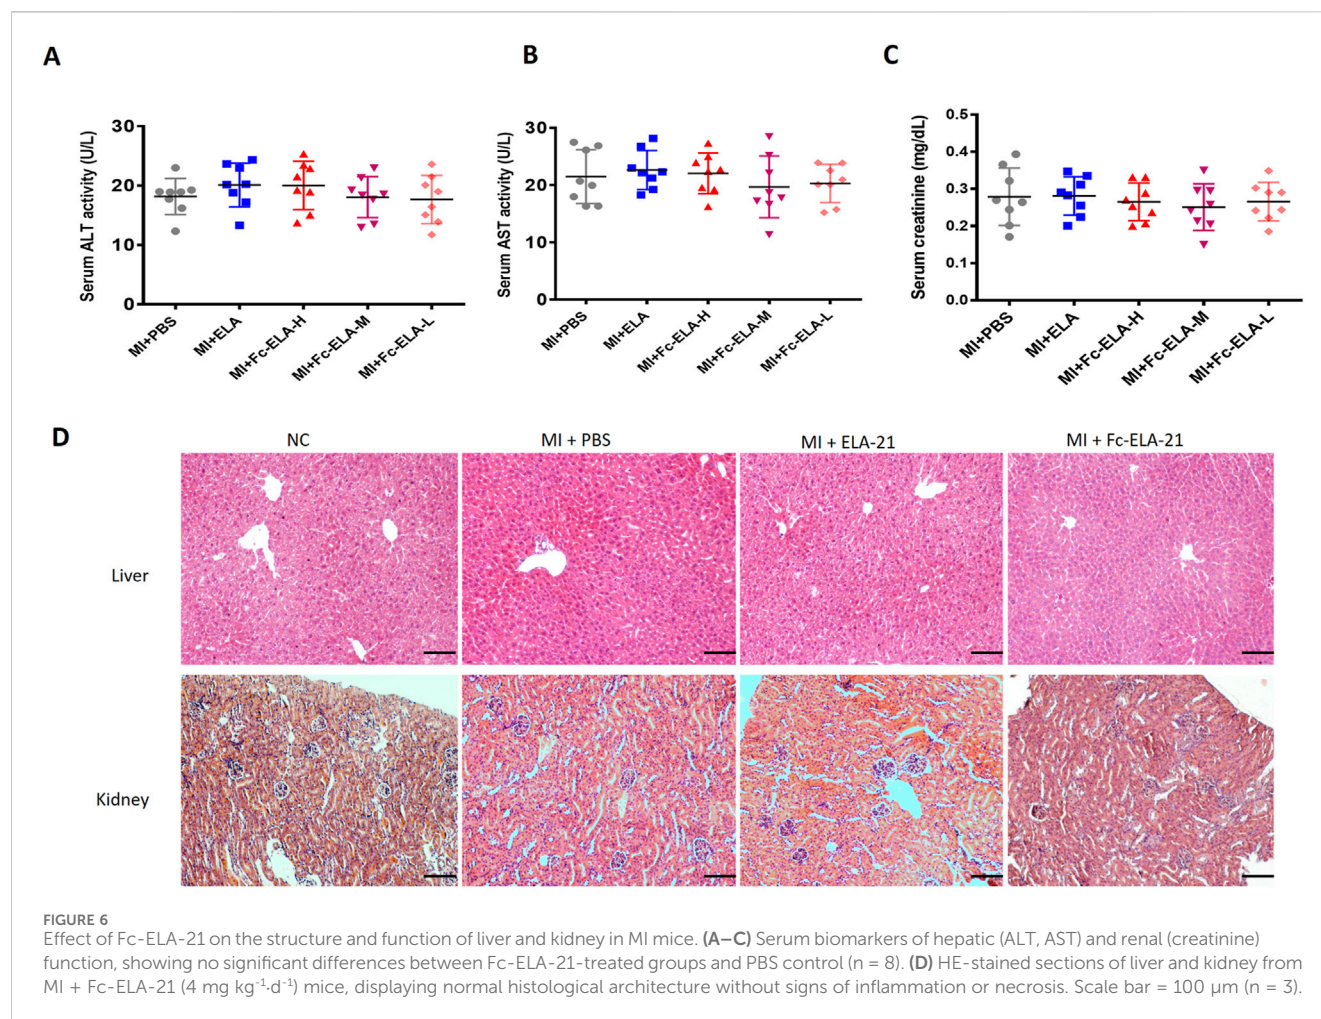 A
B
C
Serum ALT activity (U/L)
30
20
10
0
MI+PBS
MI+ELA
MI+Fc-ELA-H
MI+Fc-ELA-M
MI+Fc-ELA-L
Serum AST activity (U/L)
30
20
10
0
MI+PBS
MI+ELA
MI+Fc-ELA-H
MI+Fc-ELA-M
MI+Fc-ELA-L
Serum creatinine (mg/dL)
0.5
0.4
0.3
0.2
0.1
0.0
MI+PBS
MI+ELA
MI+Fc-ELA-H
MI+Fc-ELA-M
MI+Fc-ELA-L
D
NC
MI + PBS
MI + ELA-21
MI + Fc-ELA-21
Liver
Kidney
FIGURE 6
Effect of Fc-ELA-21 on the structure and function of liver and kidney in MI mice. (A–C) Serum biomarkers of hepatic (ALT, AST) and renal (creatinine)
function, showing no significant differences between Fc-ELA-21-treated groups and PBS control (n = 8). (D) HE-stained sections of liver and kidney from
MI + Fc-ELA-21 (4 mg kg⁻¹·d⁻¹) mice, displaying normal histological architecture without signs of inflammation or necrosis. Scale bar = 100 μm (n = 3).